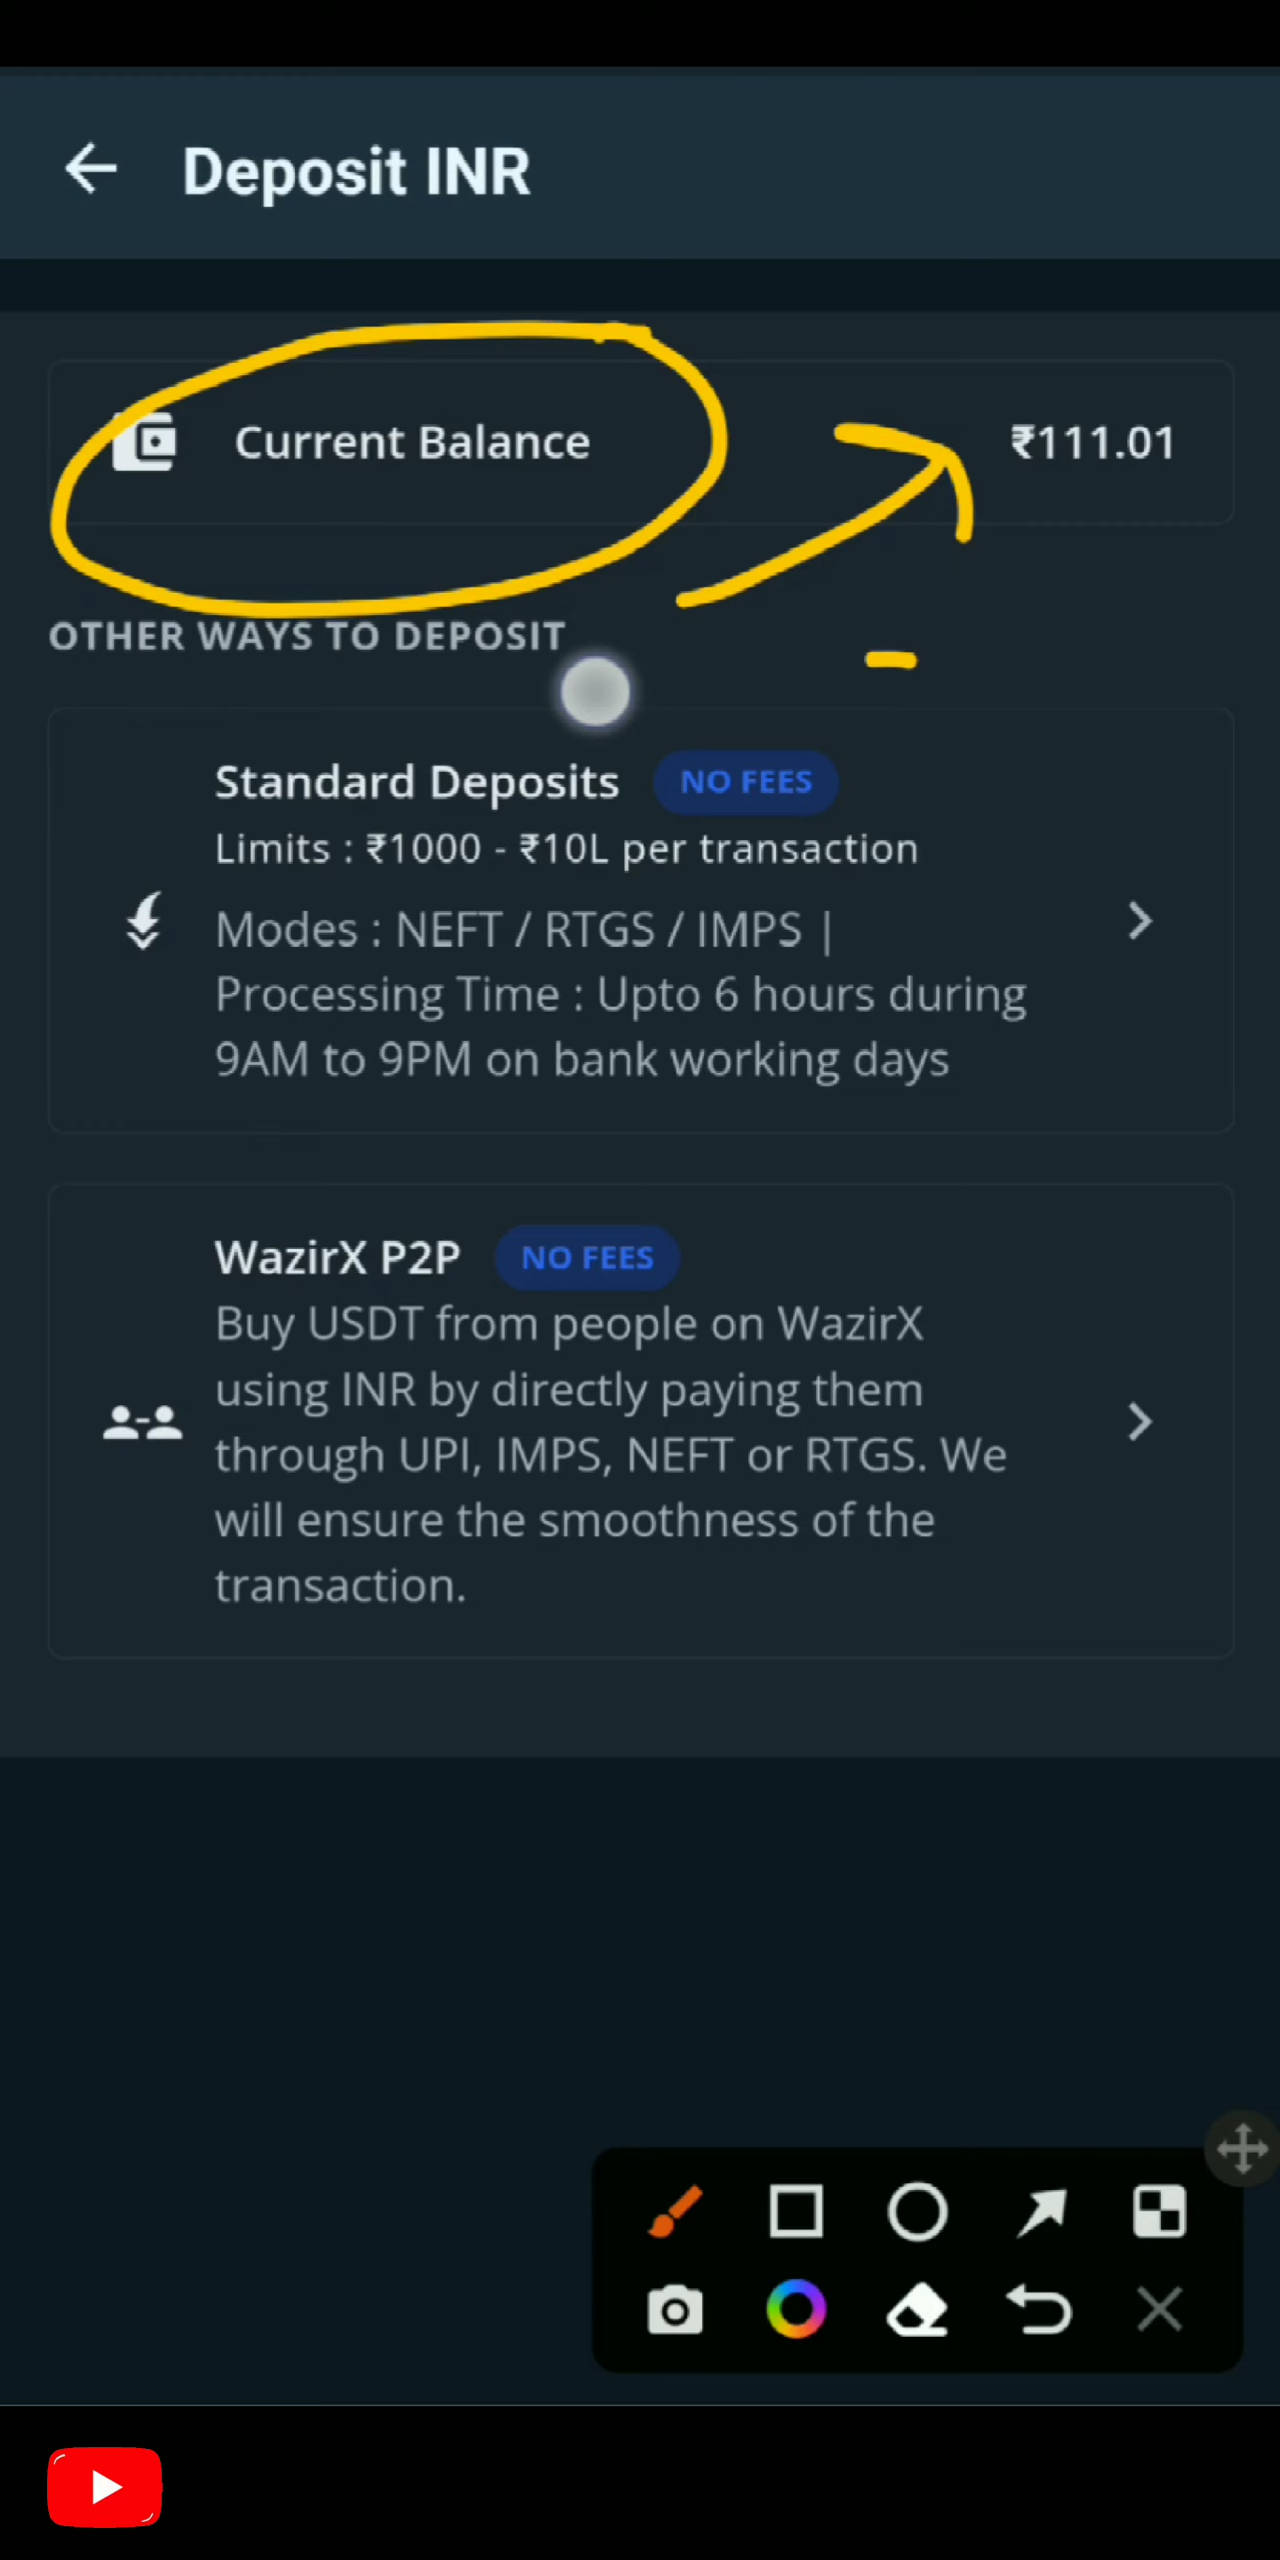 Deposit INR
Current Balance
₹111.01
OTHER WAYS TO DEPOSIT
Standard Deposits
NO FEES
Limits : ₹1000 - ₹10L per transaction
Modes : NEFT / RTGS / IMPS |
Processing Time : Upto 6 hours during
9AM to 9PM on bank working days
WazirX P2P
NO FEES
Buy USDT from people on WazirX
using INR by directly paying them
through UPI, IMPS, NEFT or RTGS. We
will ensure the smoothness of the
transaction.